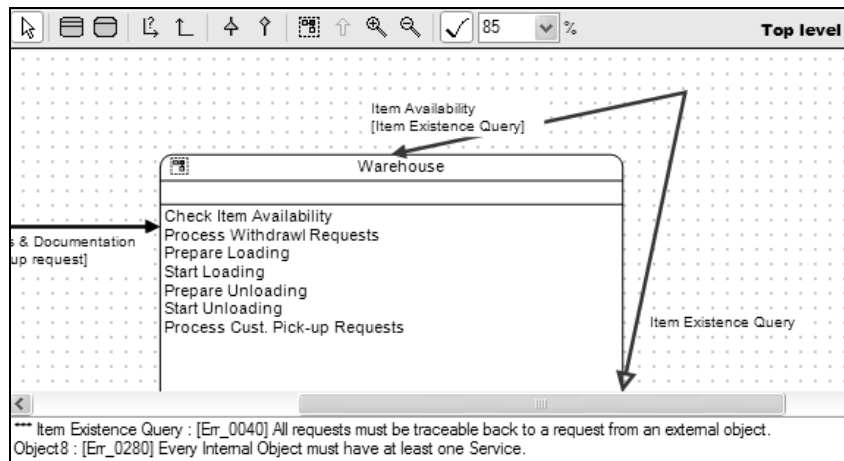 85 %
Top level
Item Availability
[Item Existence Query]
Warehouse
Check Item Availability
Process Withdrawl Requests
Prepare Loading
Start Loading
Prepare Unloading
Start Unloading
Process Cust. Pick-up Requests
s & Documentation
up request]
Item Existence Query
*** Item Existence Query : [Err_0040] All requests must be traceable back to a request from an external object.
Object8 : [Err_0280] Every Internal Object must have at least one Service.